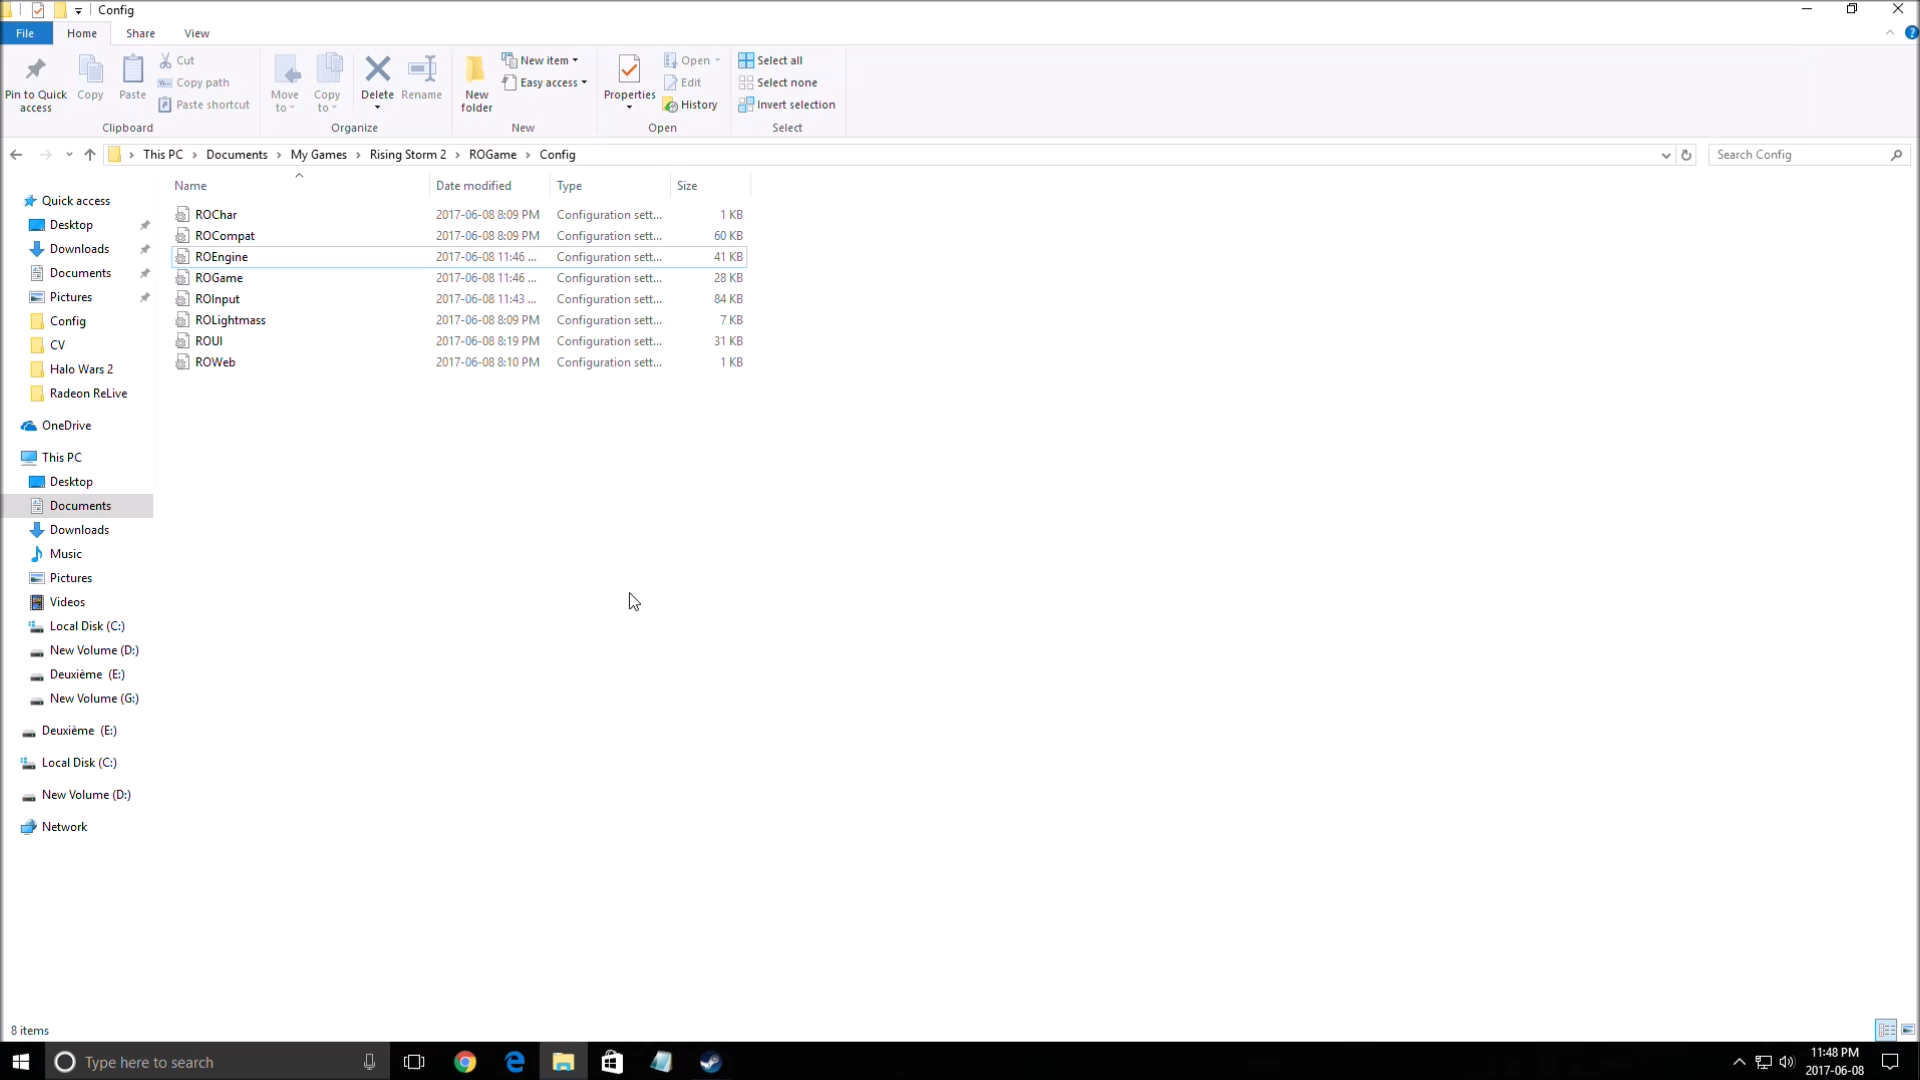 Config
File Home Share View
Pin to Quick access
Copy
Paste
Cut
Copy path
Paste shortcut
Clipboard
Move to
Copy to
Delete
Rename
Organize
New folder
New item
Easy access
New
Properties
Open
Edit
History
Open
Select all
Select none
Invert selection
Select
This PC > Documents > My Games > Rising Storm 2 > ROGame > Config
Search Config
Name Date modified Type Size
ROChar 2017-06-08 8:09 PM Configuration sett... 1 KB
ROCompat 2017-06-08 8:09 PM Configuration sett... 60 KB
ROEngine 2017-06-08 11:46 ... Configuration sett... 41 KB
ROGame 2017-06-08 11:46 ... Configuration sett... 28 KB
ROInput 2017-06-08 11:43 ... Configuration sett... 84 KB
ROLightmass 2017-06-08 8:09 PM Configuration sett... 7 KB
ROUI 2017-06-08 8:19 PM Configuration sett... 31 KB
ROWeb 2017-06-08 8:10 PM Configuration sett... 1 KB
Quick access
Desktop
Downloads
Documents
Pictures
Config
CV
Halo Wars 2
Radeon ReLive
OneDrive
This PC
Desktop
Documents
Downloads
Music
Pictures
Videos
Local Disk (C:)
New Volume (D:)
Deuxième (E:)
New Volume (G:)
Deuxième (E:)
Local Disk (C:)
New Volume (D:)
Network
8 items
Type here to search
11:48 PM
2017-06-08